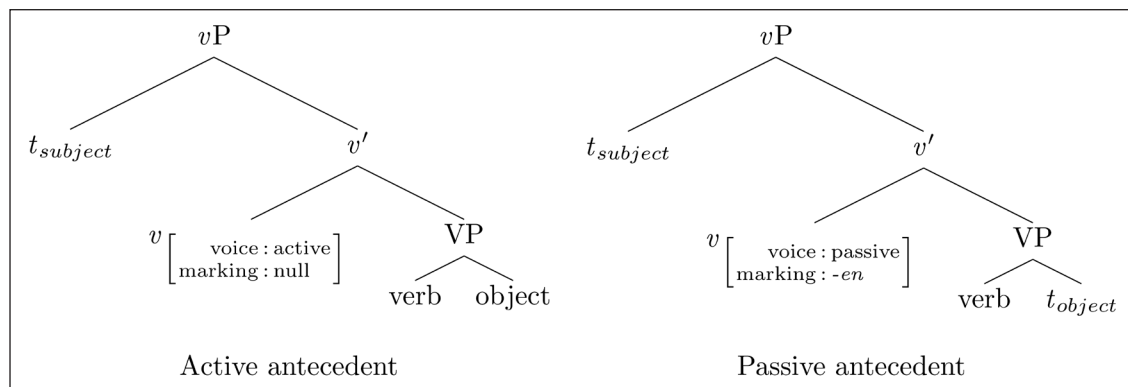 vP
t_subject
v′
v [voice : active
marking : null]
VP
verb object
Active antecedent
vP
t_subject
v′
v [voice : passive
marking : -en]
VP
verb t_object
Passive antecedent